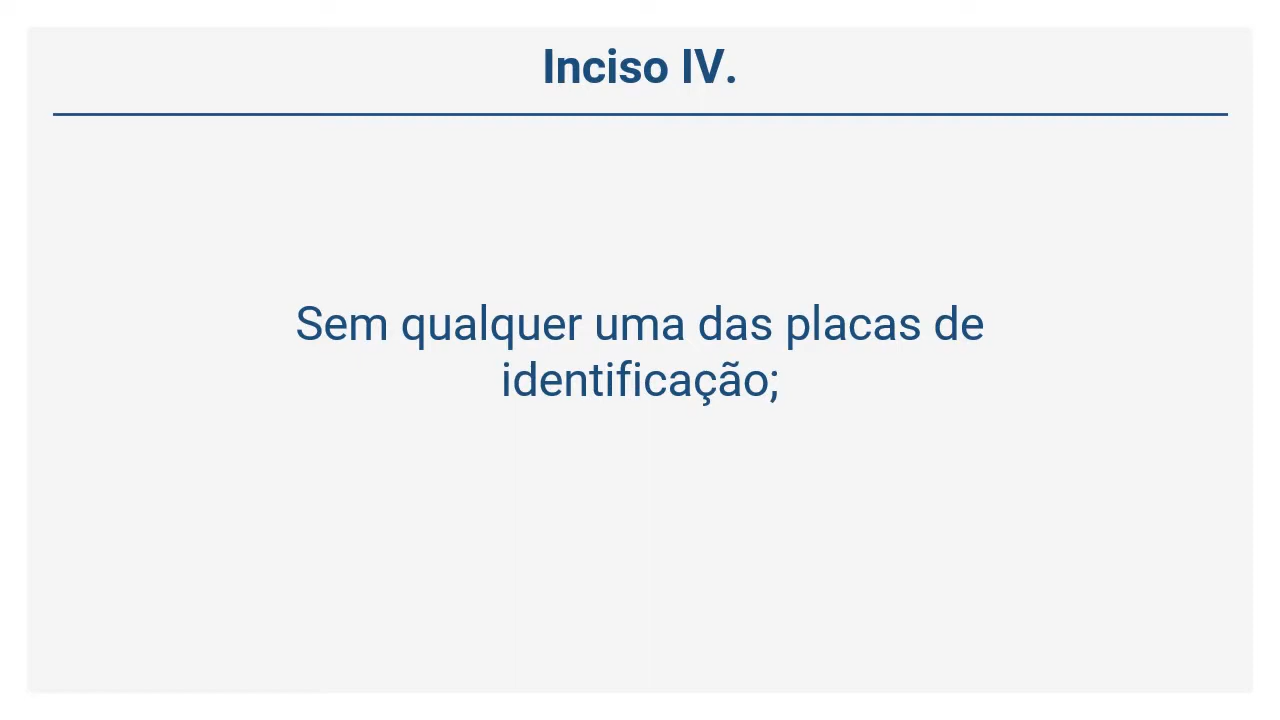 Inciso IV.
Sem qualquer uma das placas de
identificação;